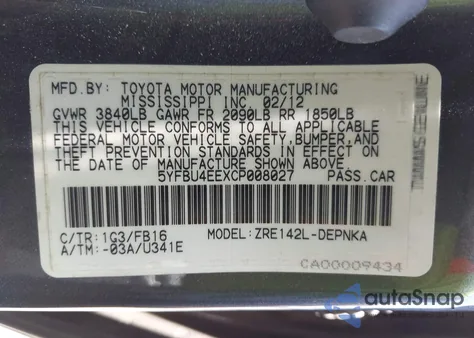 MFD.BY: TOYOTA MOTOR MANUFACTURING
MISSISSIPPI INC. 02/12
GVWR 3840LB GAWR FR 2090LB RR 1850LB
THIS VEHICLE CONFORMS TO ALL APPLICABLE
FEDERAL MOTOR VEHICLE SAFETY,BUMPER,AND
THEFT PREVENTION STANDARDS IN EFFECT ON
THE DATE OF MANUFACTURE SHOWN ABOVE.
5YFBU4EEXCP008027 PASS.CAR
C/TR:1G3/FB16 MODEL:ZRE142L-DEPNKA
A/TM:-03A/U341E
CA00009434
autoSnap